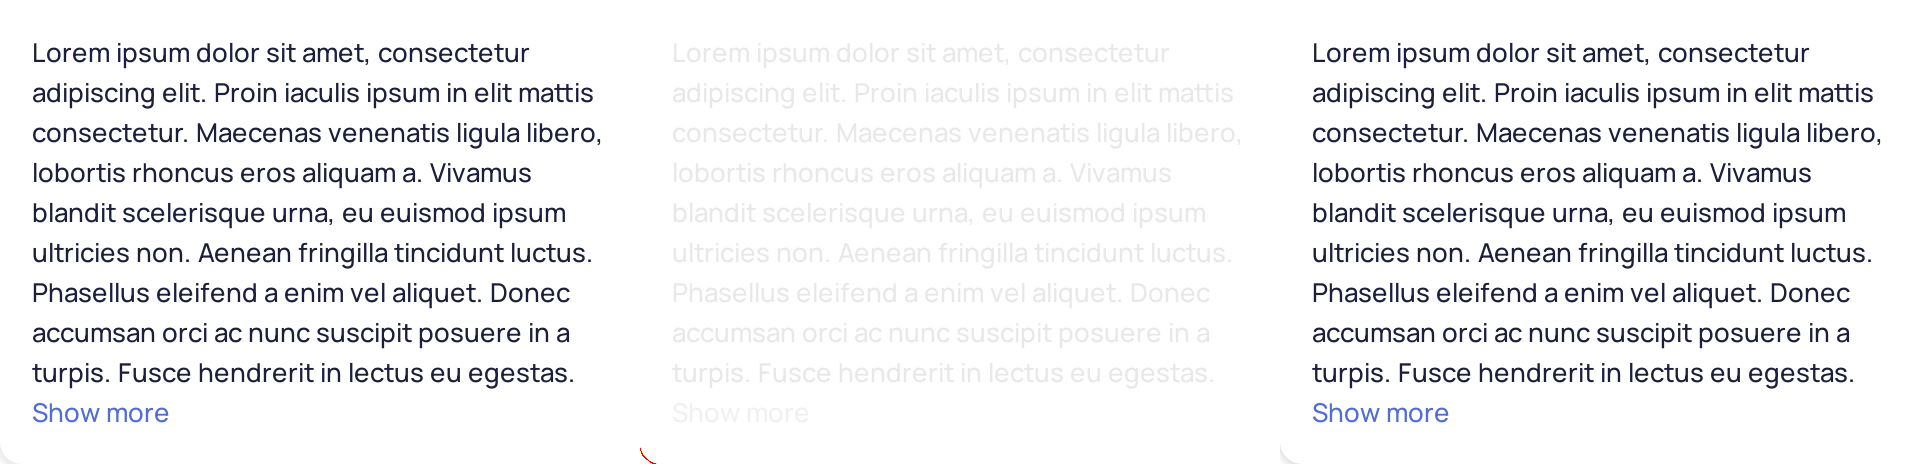 Lorem ipsum dolor sit amet, consectetur
adipiscing elit. Proin iaculis ipsum in elit mattis
consectetur. Maecenas venenatis ligula libero,
lobortis rhoncus eros aliquam a. Vivamus
blandit scelerisque urna, eu euismod ipsum
ultricies non. Aenean fringilla tincidunt luctus.
Phasellus eleifend a enim vel aliquet. Donec
accumsan orci ac nunc suscipit posuere in a
turpis. Fusce hendrerit in lectus eu egestas.
Show more
Lorem ipsum dolor sit amet, consectetur
adipiscing elit. Proin iaculis ipsum in elit mattis
consectetur. Maecenas venenatis ligula libero,
lobortis rhoncus eros aliquam a. Vivamus
blandit scelerisque urna, eu euismod ipsum
ultricies non. Aenean fringilla tincidunt luctus.
Phasellus eleifend a enim vel aliquet. Donec
accumsan orci ac nunc suscipit posuere in a
turpis. Fusce hendrerit in lectus eu egestas.
Show more
Lorem ipsum dolor sit amet, consectetur
adipiscing elit. Proin iaculis ipsum in elit mattis
consectetur. Maecenas venenatis ligula libero,
lobortis rhoncus eros aliquam a. Vivamus
blandit scelerisque urna, eu euismod ipsum
ultricies non. Aenean fringilla tincidunt luctus.
Phasellus eleifend a enim vel aliquet. Donec
accumsan orci ac nunc suscipit posuere in a
turpis. Fusce hendrerit in lectus eu egestas.
Show more